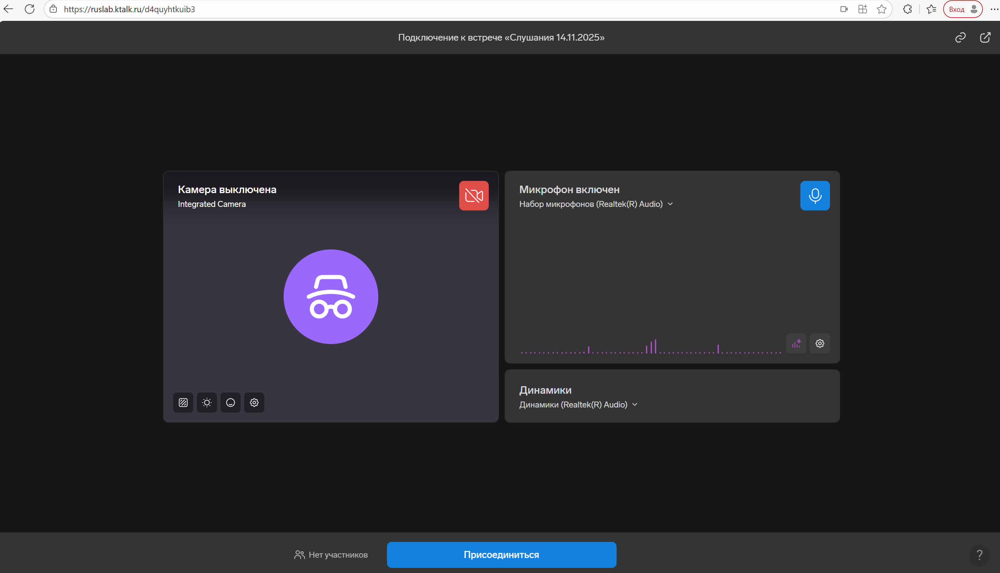 https://ruslab.ktalk.ru/d4quyhtkuib3
Вход
Подключение к встрече «Слушания 14.11.2025»
Камера выключена
Integrated Camera
Микрофон включен
Набор микрофонов (Realtek(R) Audio)
Динамики
Динамики (Realtek(R) Audio)
Нет участников
Присоединиться
?